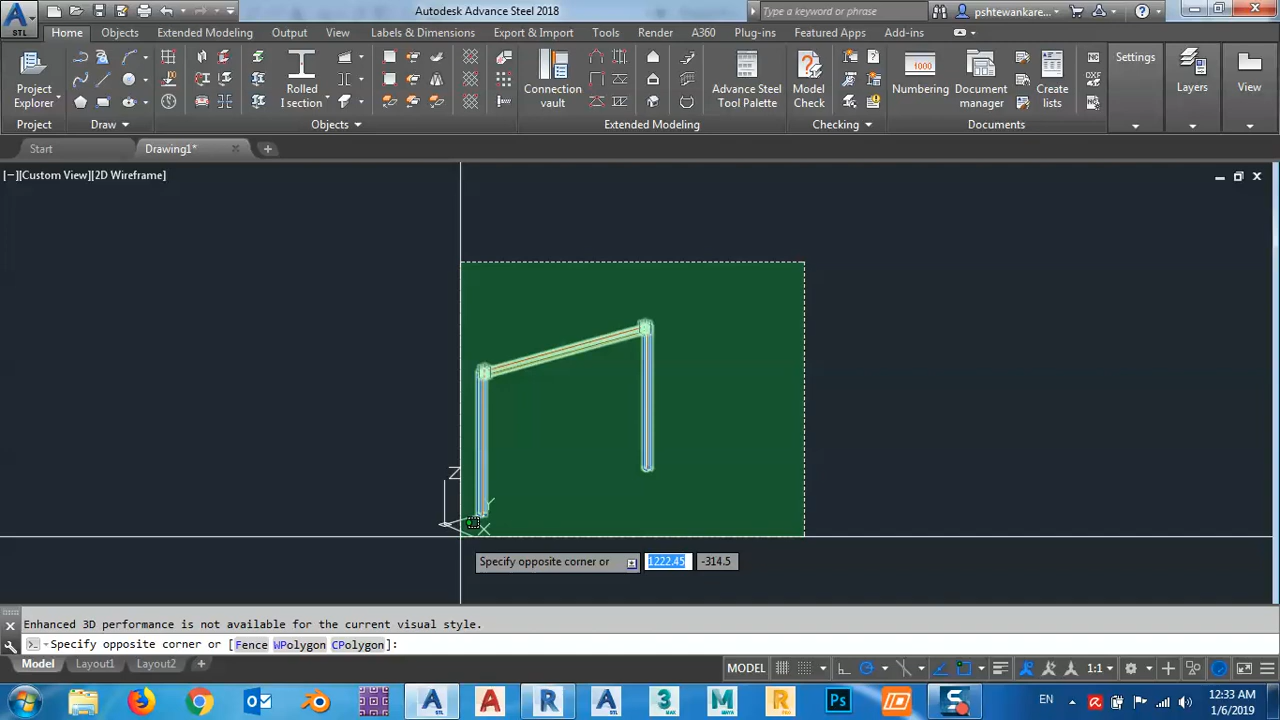 Autodesk Advance Steel 2018
Type a keyword or phrase
pshtewankare...
STL
Home
Objects
Extended Modeling
Output
View
Labels & Dimensions
Export & Import
Tools
Render
A360
Plug-ins
Featured Apps
Add-ins
Project
Explorer
Rolled
I section
Connection
vault
Advance Steel
Tool Palette
Model
Check
1000
Numbering
Document
manager
Create
lists
DXF
NC
Settings
Layers
View
Project
Draw
Objects
Extended Modeling
Checking
Documents
Start
Drawing1*
[−][Custom View][2D Wireframe]
Z
Y
X
Specify opposite corner or
1222.45
-314.5
Enhanced 3D performance is not available for the current visual style.
Specify opposite corner or [Fence WPolygon CPolygon]:
Model
Layout1
Layout2
MODEL
1:1
EN
12:33 AM
1/6/2019